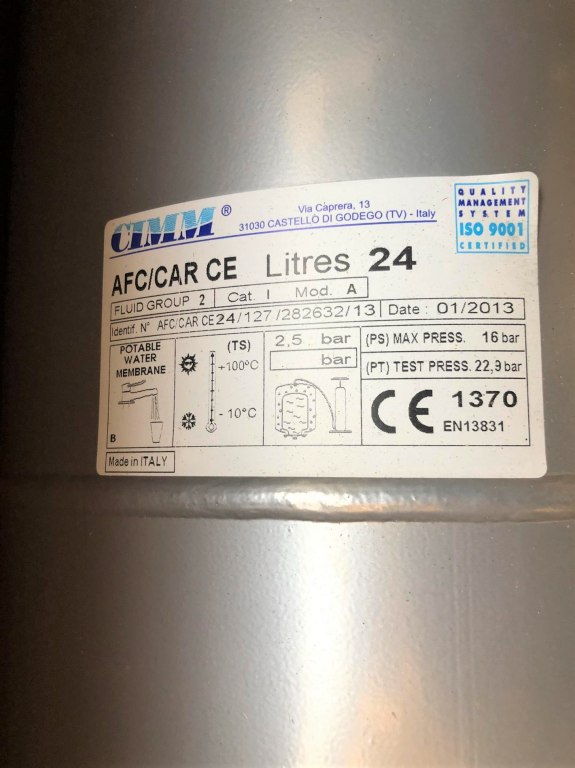 CIMM®
Via Caprera, 13
31030 CASTELLO DI GODEGO (TV) - Italy
QUALITY
MANAGEMENT
SYSTEM
ISO 9001
CERTIFIED
AFC/CAR CE Litres 24
FLUID GROUP 2 Cat. I Mod. A
Identif. N° AFC/CAR CE24/127/282632/13 Date: 01/2013
POTABLE
WATER
MEMBRANE
B
(TS)
+100°C
-10°C
2,5 bar
bar
(PS) MAX PRESS. 16 bar
(PT) TEST PRESS. 22,9 bar
CE 1370
EN13831
Made in ITALY